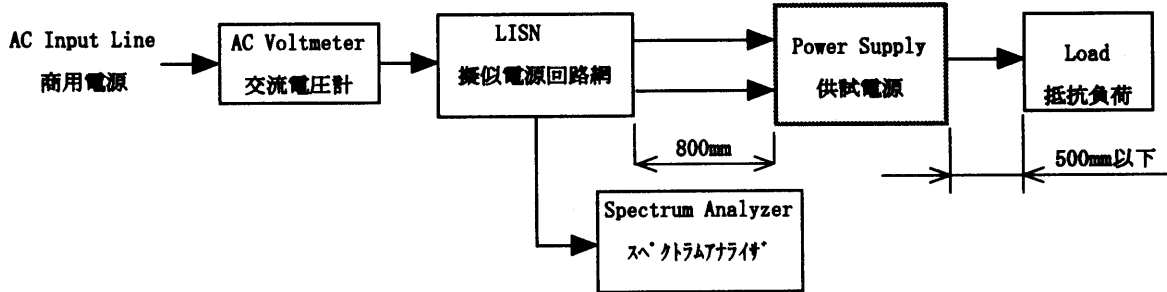 AC Input Line
商用電源
AC Voltmeter
交流電圧計
LISN
擬似電源回路網
Power Supply
供試電源
Load
抵抗負荷
800mm
500mm以下
Spectrum Analyzer
ｽﾍﾟｸﾄﾗﾑｱﾅﾗｲｻﾞ